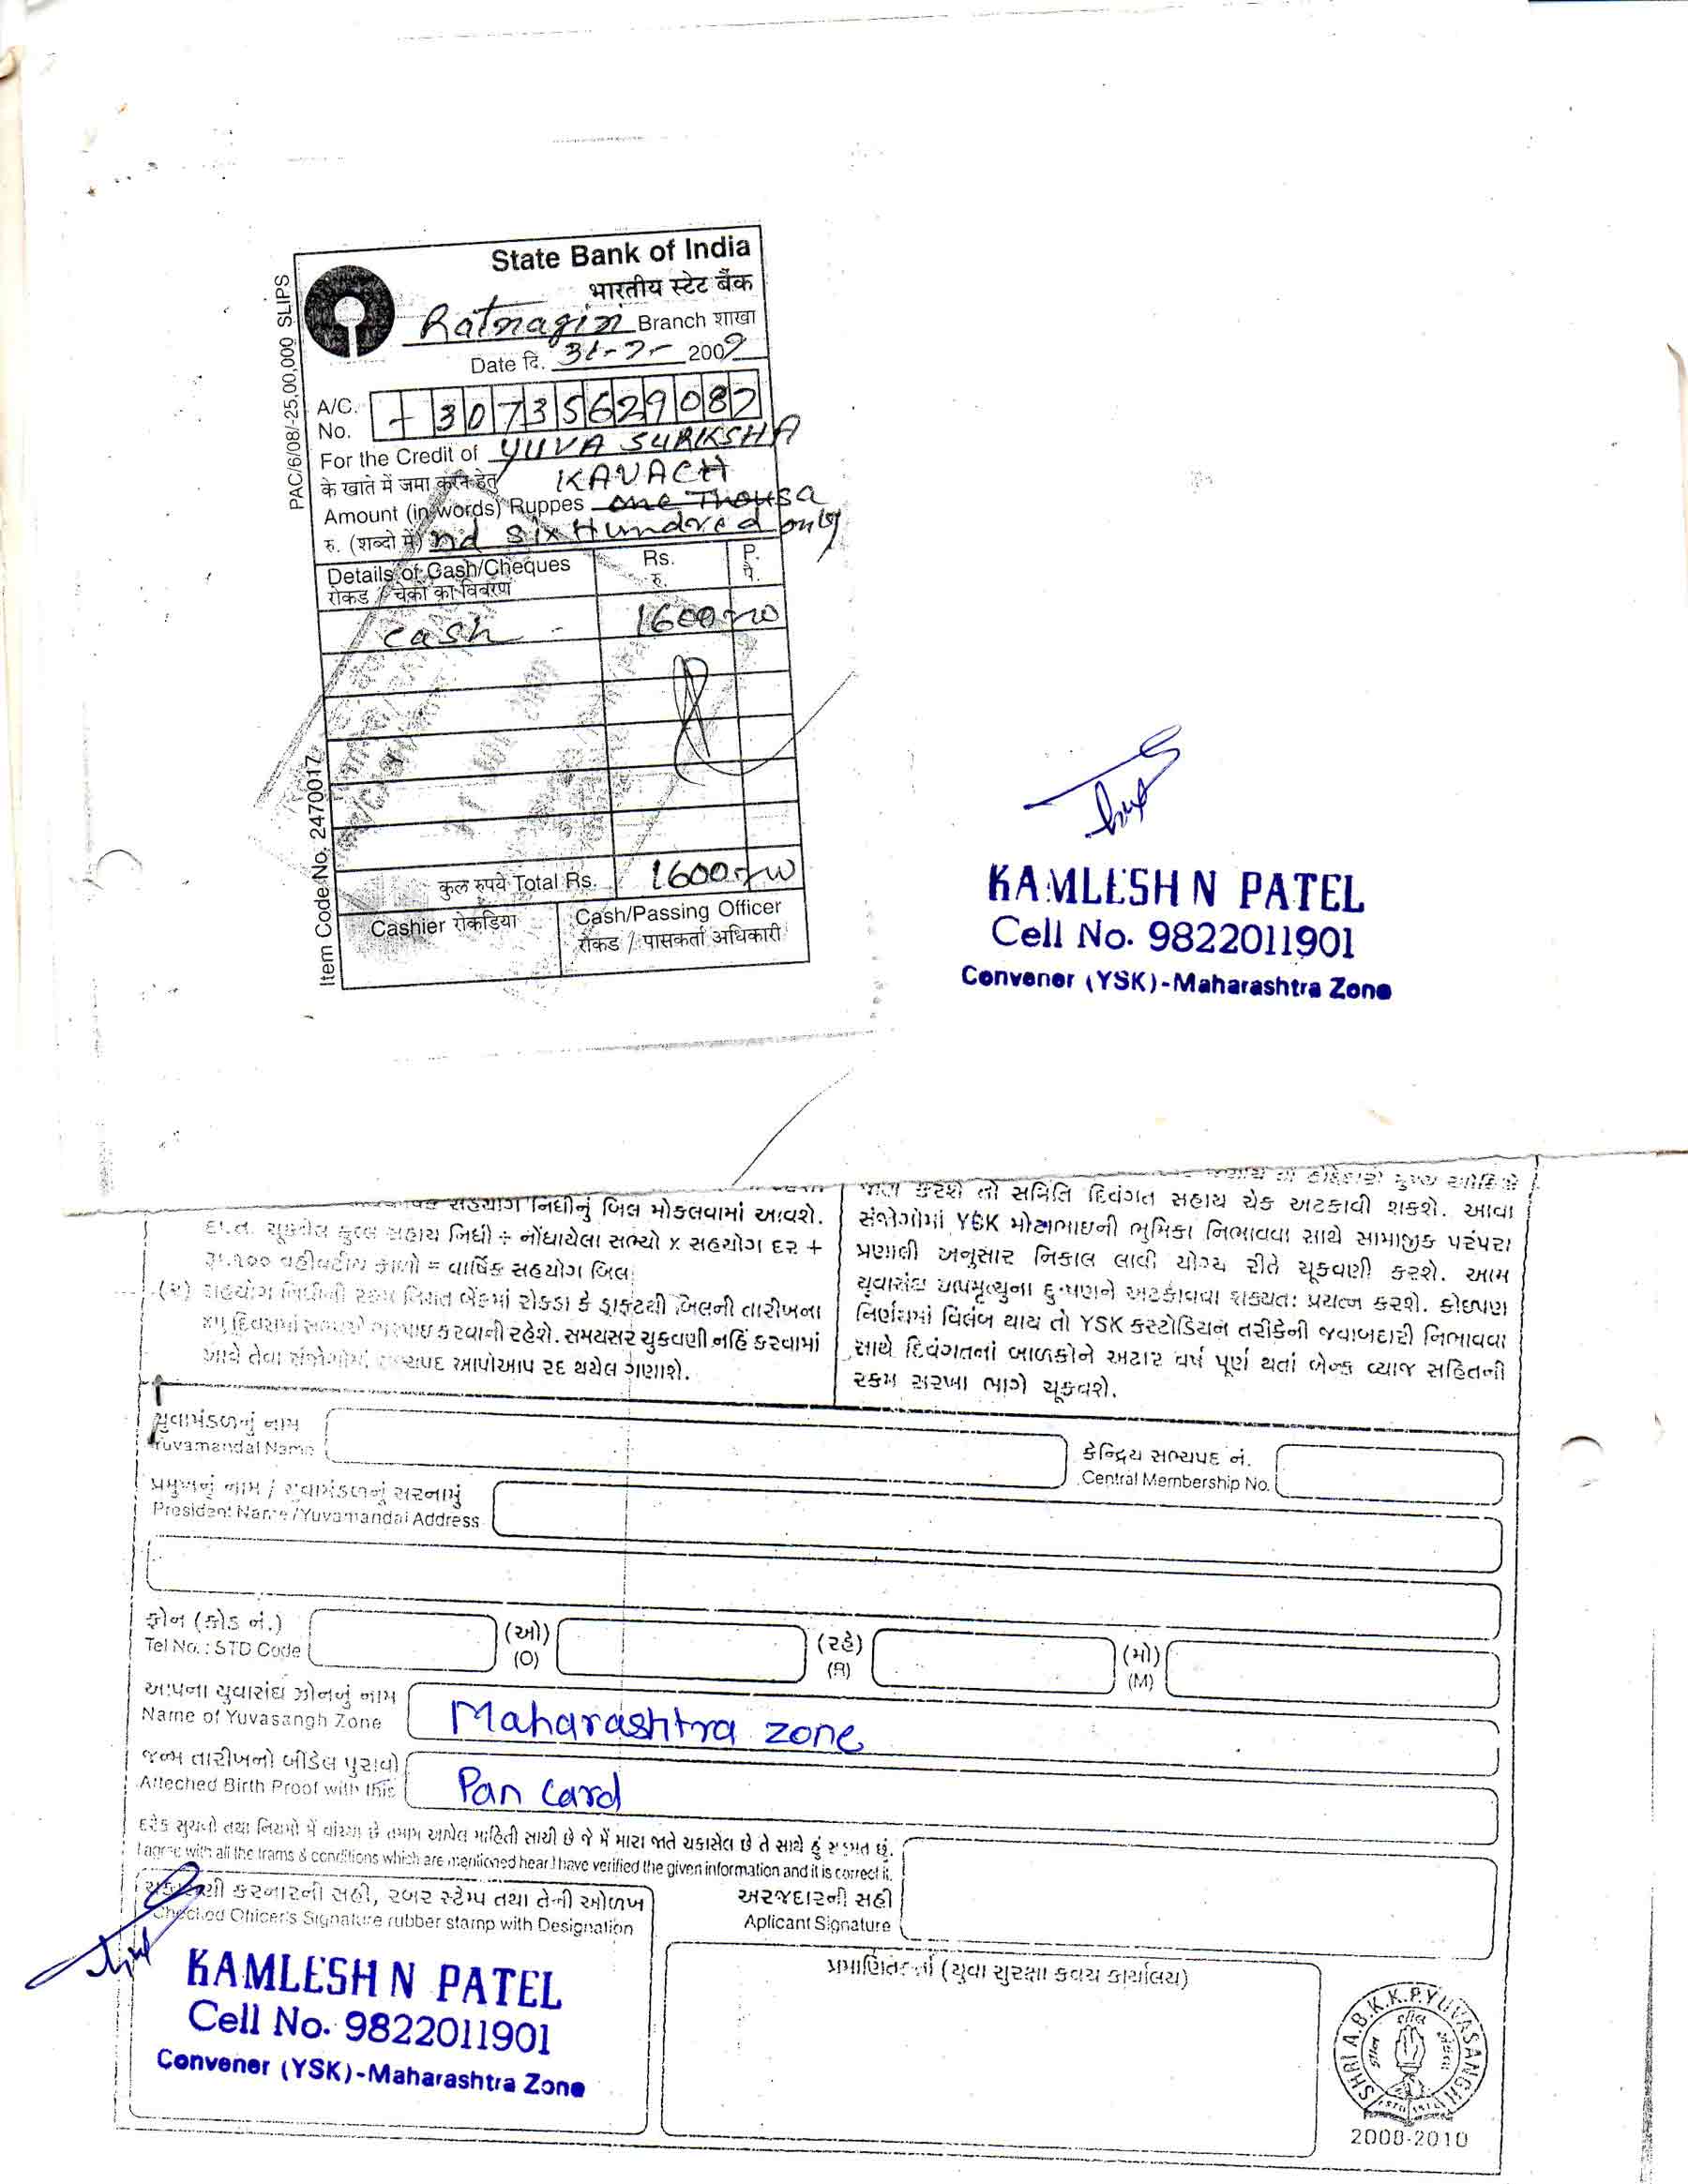 PAC/6/08/-25,00,000 SLIPS
State Bank of India
भारतीय स्टेट बैंक
Ratnagiri Branch शाखा
Date दि. 31-7- 2009
A/C. No. 30735629082
For the Credit of YUVA SURIKSHA
के खाते में जमा करने हेतु KAVACH
Amount (in words) Ruppes one Thousa
रु. (शब्दो में) nd Six Hundred only
Details of Cash/Cheques Rs. P.
रोकड / चेकों का विवरण रु. पै.
cash 1600
कुल रुपये Total Rs. 1600
Cashier रोकडिया Cash/Passing Officer
रोकड / पासकर्ता अधिकारी
Item Code No. 2470017
KAMLESH N PATEL
Cell No. 9822011901
Convener (YSK)-Maharashtra Zone
સહયોગ નિધીનું બિલ મોકલવામાં આવશે.
દા.ત. કુલ સહાય નિધી ÷ નોંધાયેલા સભ્યો x સહયોગ દર +
રૂા.૧૦૦ વહીવટીય ફાળો = વાર્ષિક સહયોગ બિલ
(૨) સહયોગ નિધીની રકમ નિયત બેંકમાં રોકડા કે ડ્રાફ્ટથી બિલની તારીખના
૪૫ દિવસમાં ભરપાઇ કરવાની રહેશે. સમયસર ચુકવણી નહિં કરવામાં
આવે તેવા સંજોગોમાં સભ્યપદ આપોઆપ રદ થયેલ ગણાશે.
જાણ કરશે તો સમિતિ દિવંગત સહાય ચેક અટકાવી શકશે. આવા
સંજોગોમાં YSK મોટાભાઇની ભુમિકા નિભાવવા સાથે સામાજીક પરંપરા
પ્રણાલી અનુસાર નિકાલ લાવી યોગ્ય રીતે ચૂકવણી કરશે. આમ
યુવાસંઘ અપમૃત્યુના દુષણને અટકાવવા શક્યતઃ પ્રયત્ન કરશે. કોઇપણ
નિર્ણયમાં વિલંબ થાય તો YSK કસ્ટોડિયન તરીકેની જવાબદારી નિભાવવા
સાથે દિવંગતનાં બાળકોને અઢાર વર્ષ પૂર્ણ થતાં બેન્ક વ્યાજ સહિતની
રકમ સરખા ભાગે ચૂકવશે.
યુવામંડળનું નામ
Yuvamandal Name
કેન્દ્રિય સભ્યપદ નં.
Central Membership No.
પ્રમુખનું નામ / યુવામંડળનું સરનામું
President Name / Yuvamandal Address
ફોન (કોડ નં.) (ઓ) (રહે) (મો)
Tel No. : STD Code (O) (R) (M)
આપના યુવાસંઘ ઝોનનું નામ
Name of Yuvasangh Zone Maharashtra zone
જન્મ તારીખનો બીડેલ પુરાવો
Atteched Birth Proof with this Pan Card
દરેક સુચનો તથા નિયમો મેં વાંચ્યા છે તમામ આપેલ માહિતી સાચી છે જે મેં મારા જાતે ચકાસેલ છે તે સાથે હું સહમત છું.
I agree with all the trams & conditions which are mentioned hear I have verified the given information and it is correct it.
ચકાસણી કરનારની સહી, રબર સ્ટેમ્પ તથા તેની ઓળખ
Checked Officer's Signature rubber stamp with Designation
અરજદારની સહી
Aplicant Signature
KAMLESH N PATEL
Cell No. 9822011901
Convener (YSK)-Maharashtra Zone
પ્રમાણિતકર્તા (યુવા સુરક્ષા કવચ કાર્યાલય)
SHRI A.B.K.K.P. YUVASANGH
2008-2010